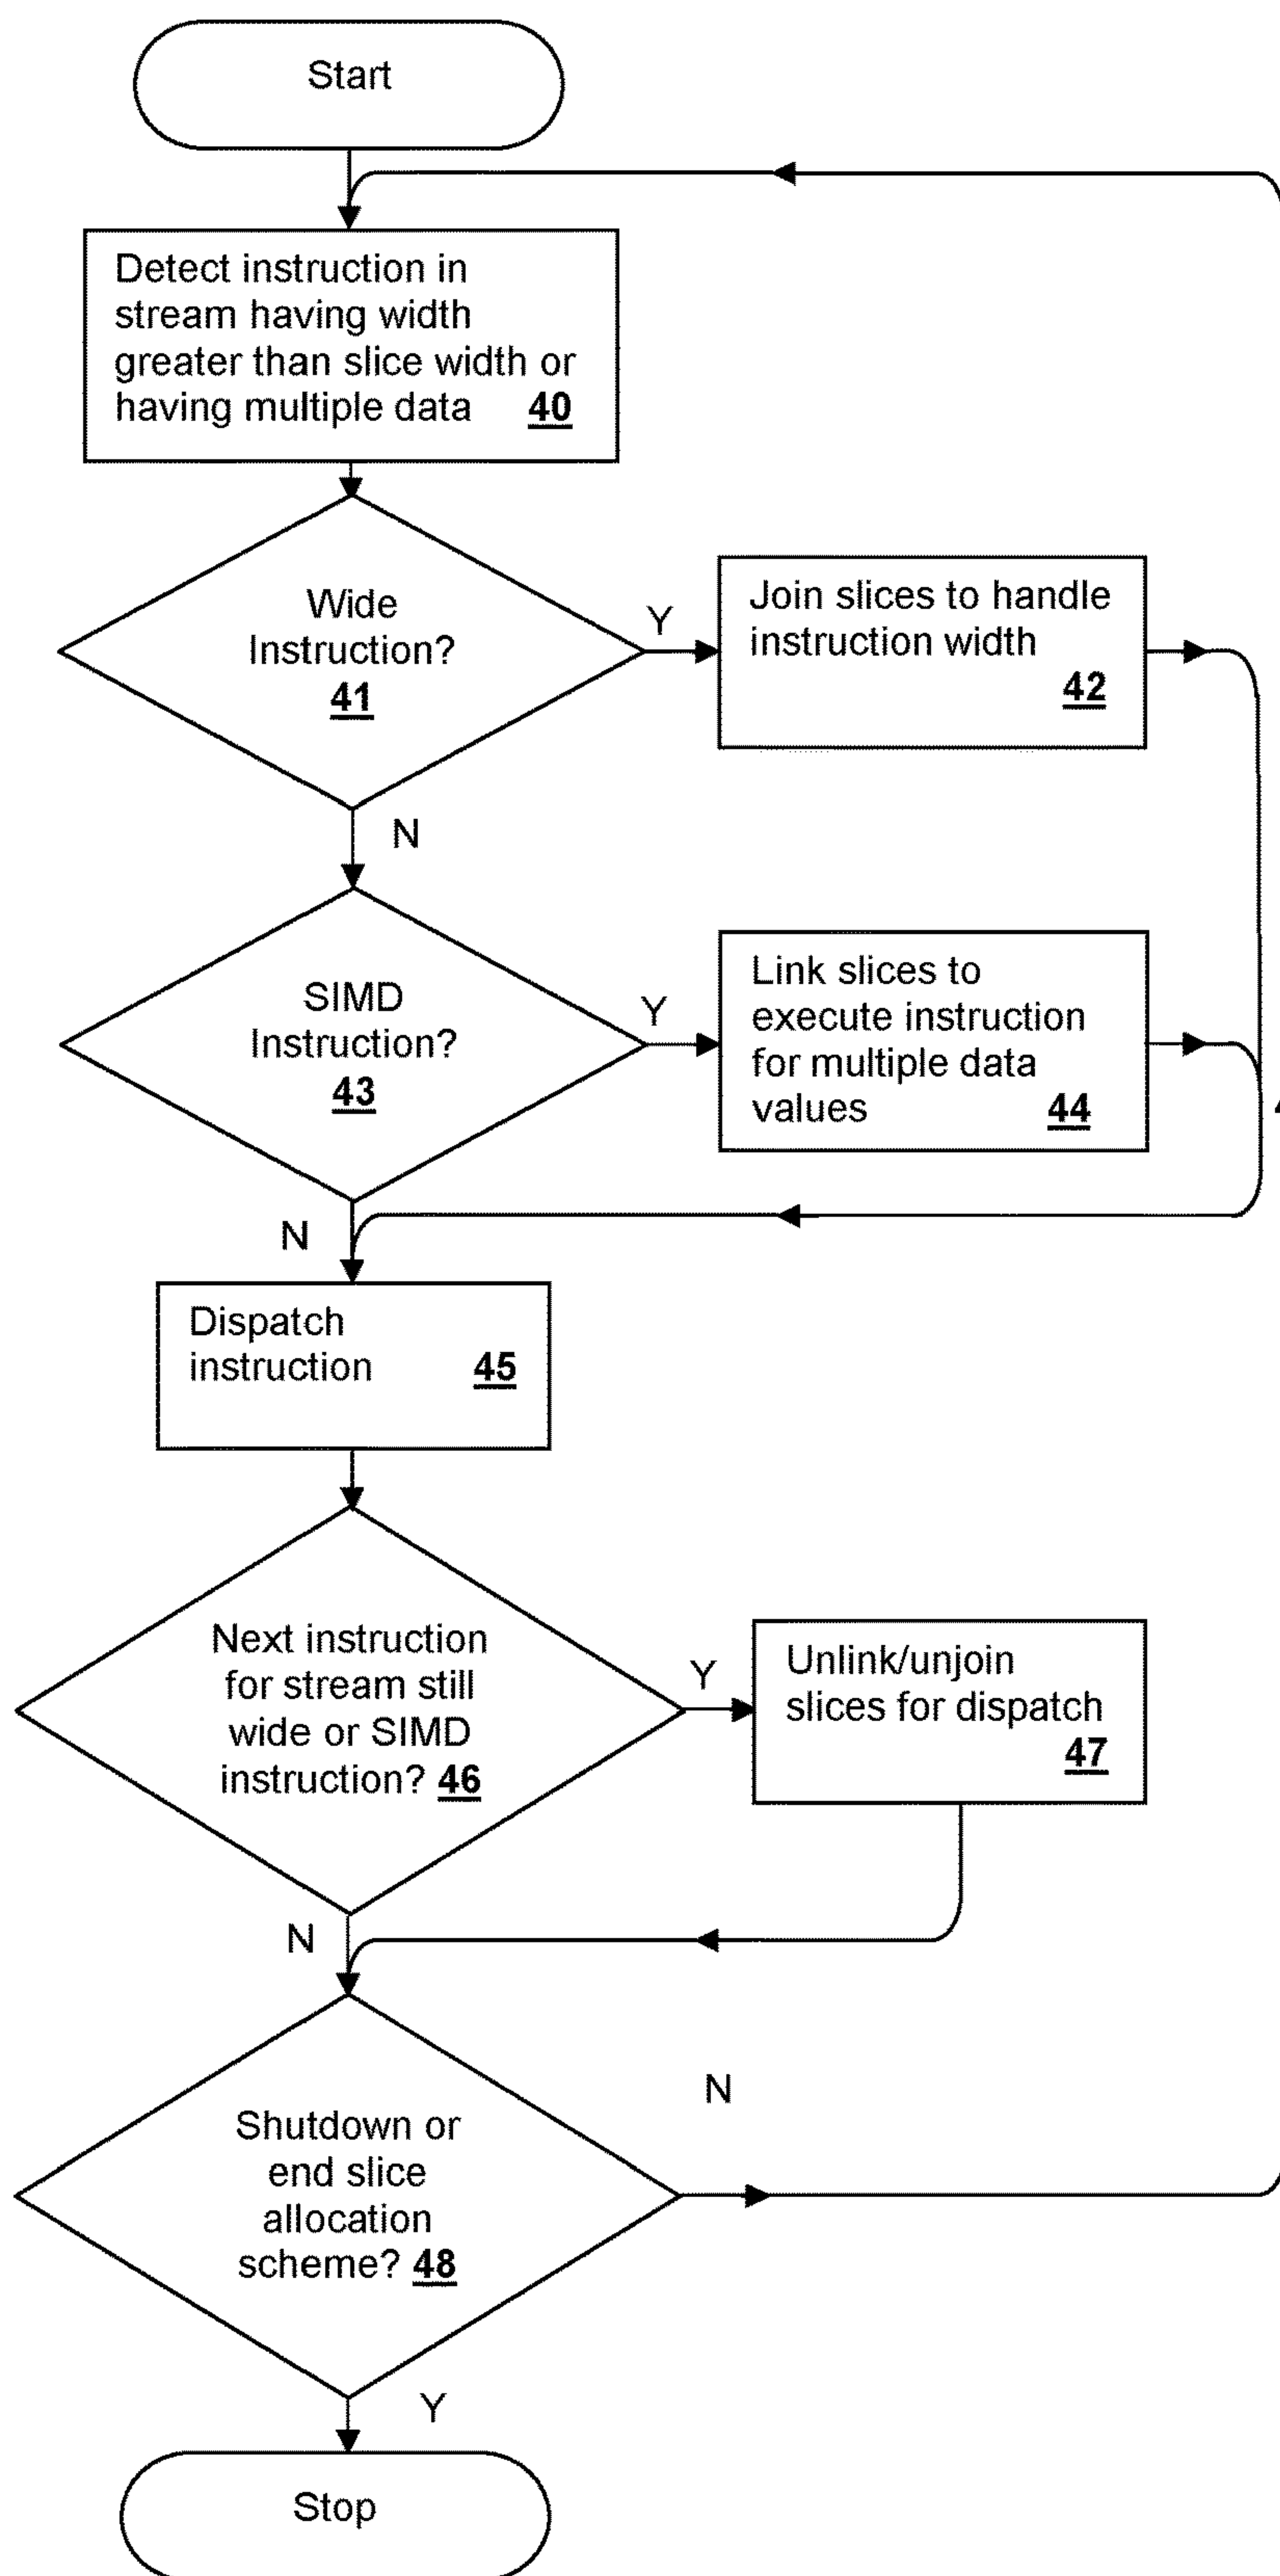 Start
Detect instruction in
stream having width
greater than slice width or
having multiple data 40
Wide
Instruction?
41
Y
Join slices to handle
instruction width
42
N
SIMD
Instruction?
43
Y
Link slices to
execute instruction
for multiple data
values 44
N
Dispatch
instruction 45
Next instruction
for stream still
wide or SIMD
instruction? 46
Y
Unlink/unjoin
slices for dispatch
47
N
Shutdown or
end slice
allocation
scheme? 48
N
Y
Stop